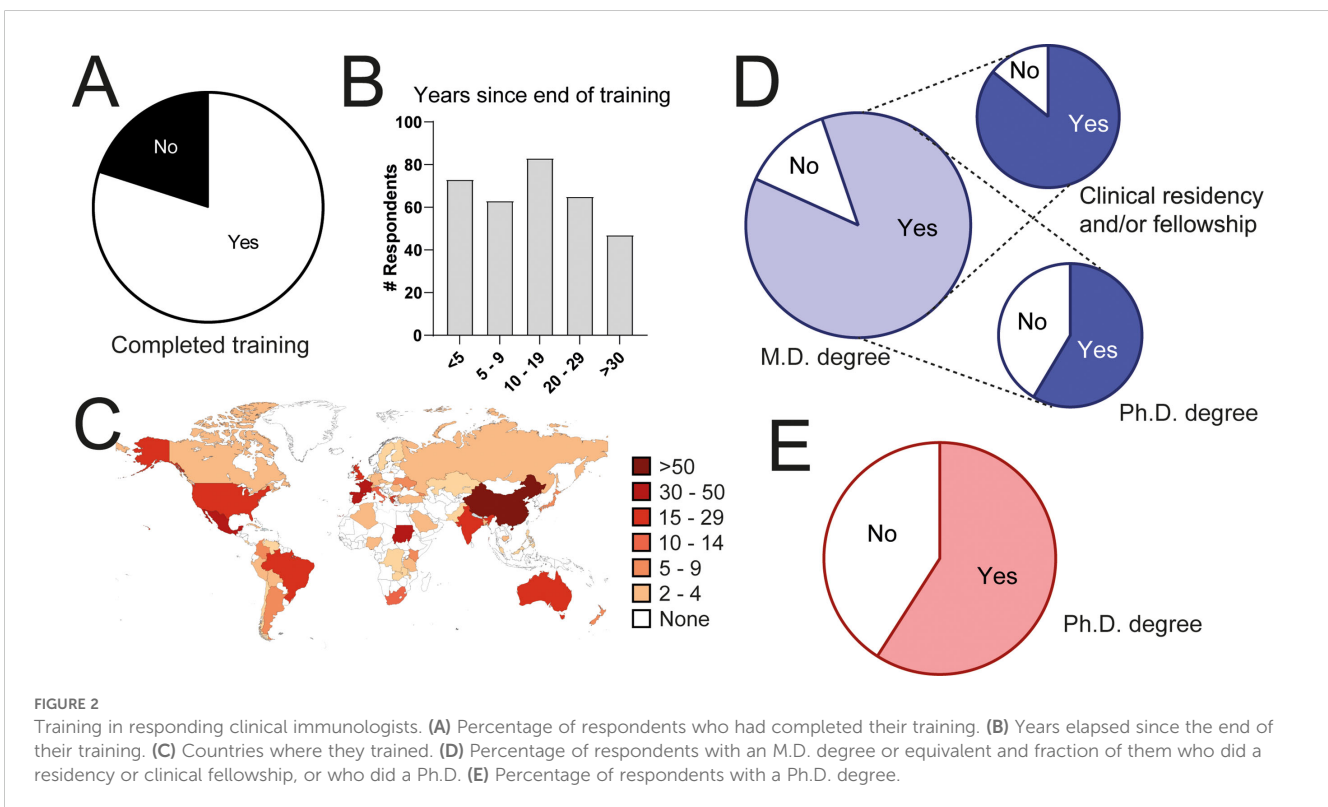 A
No
Yes
Completed training
B
Years since end of training
# Respondents
100
80
60
40
20
0
<5
5 - 9
10 - 19
20 - 29
>30
C
>50
30 - 50
15 - 29
10 - 14
5 - 9
2 - 4
None
D
No
Yes
M.D. degree
No
Yes
Clinical residency
and/or fellowship
No
Yes
Ph.D. degree
E
No
Yes
Ph.D. degree
FIGURE 2
Training in responding clinical immunologists. (A) Percentage of respondents who had completed their training. (B) Years elapsed since the end of
their training. (C) Countries where they trained. (D) Percentage of respondents with an M.D. degree or equivalent and fraction of them who did a
residency or clinical fellowship, or who did a Ph.D. (E) Percentage of respondents with a Ph.D. degree.